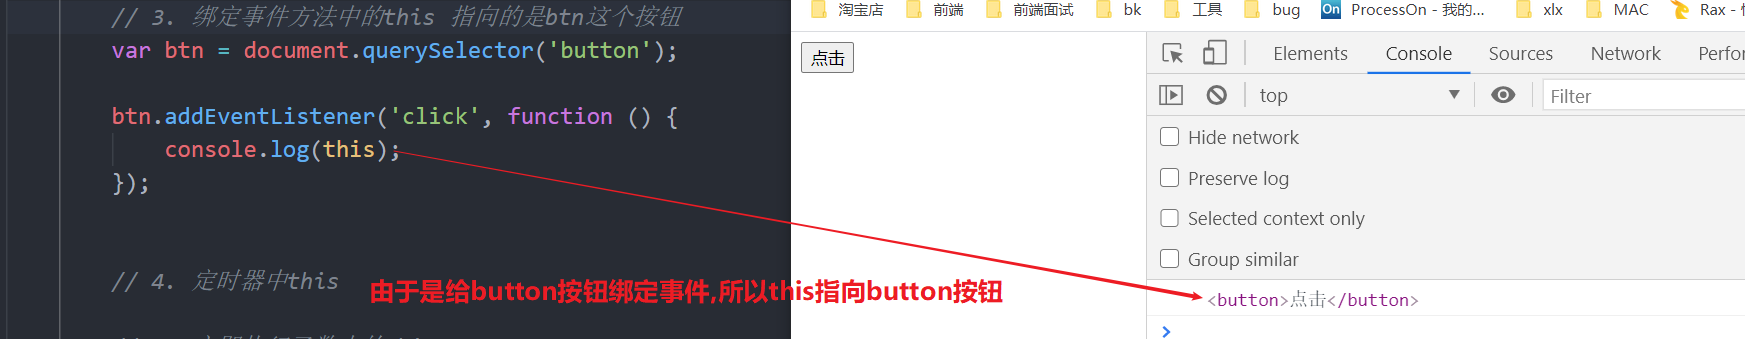 // 3. 绑定事件方法中的this 指向的是btn这个按钮
var btn = document.querySelector('button');
btn.addEventListener('click', function () {
console.log(this);
});
// 4. 定时器中this
由于是给button按钮绑定事件,所以this指向button按钮
淘宝店 前端 前端面试 bk 工具 bug On ProcessOn - 我的... xlx MAC Rax -
点击
Elements Console Sources Network Perfor
top Filter
Hide network
Preserve log
Selected context only
Group similar
<button>点击</button>